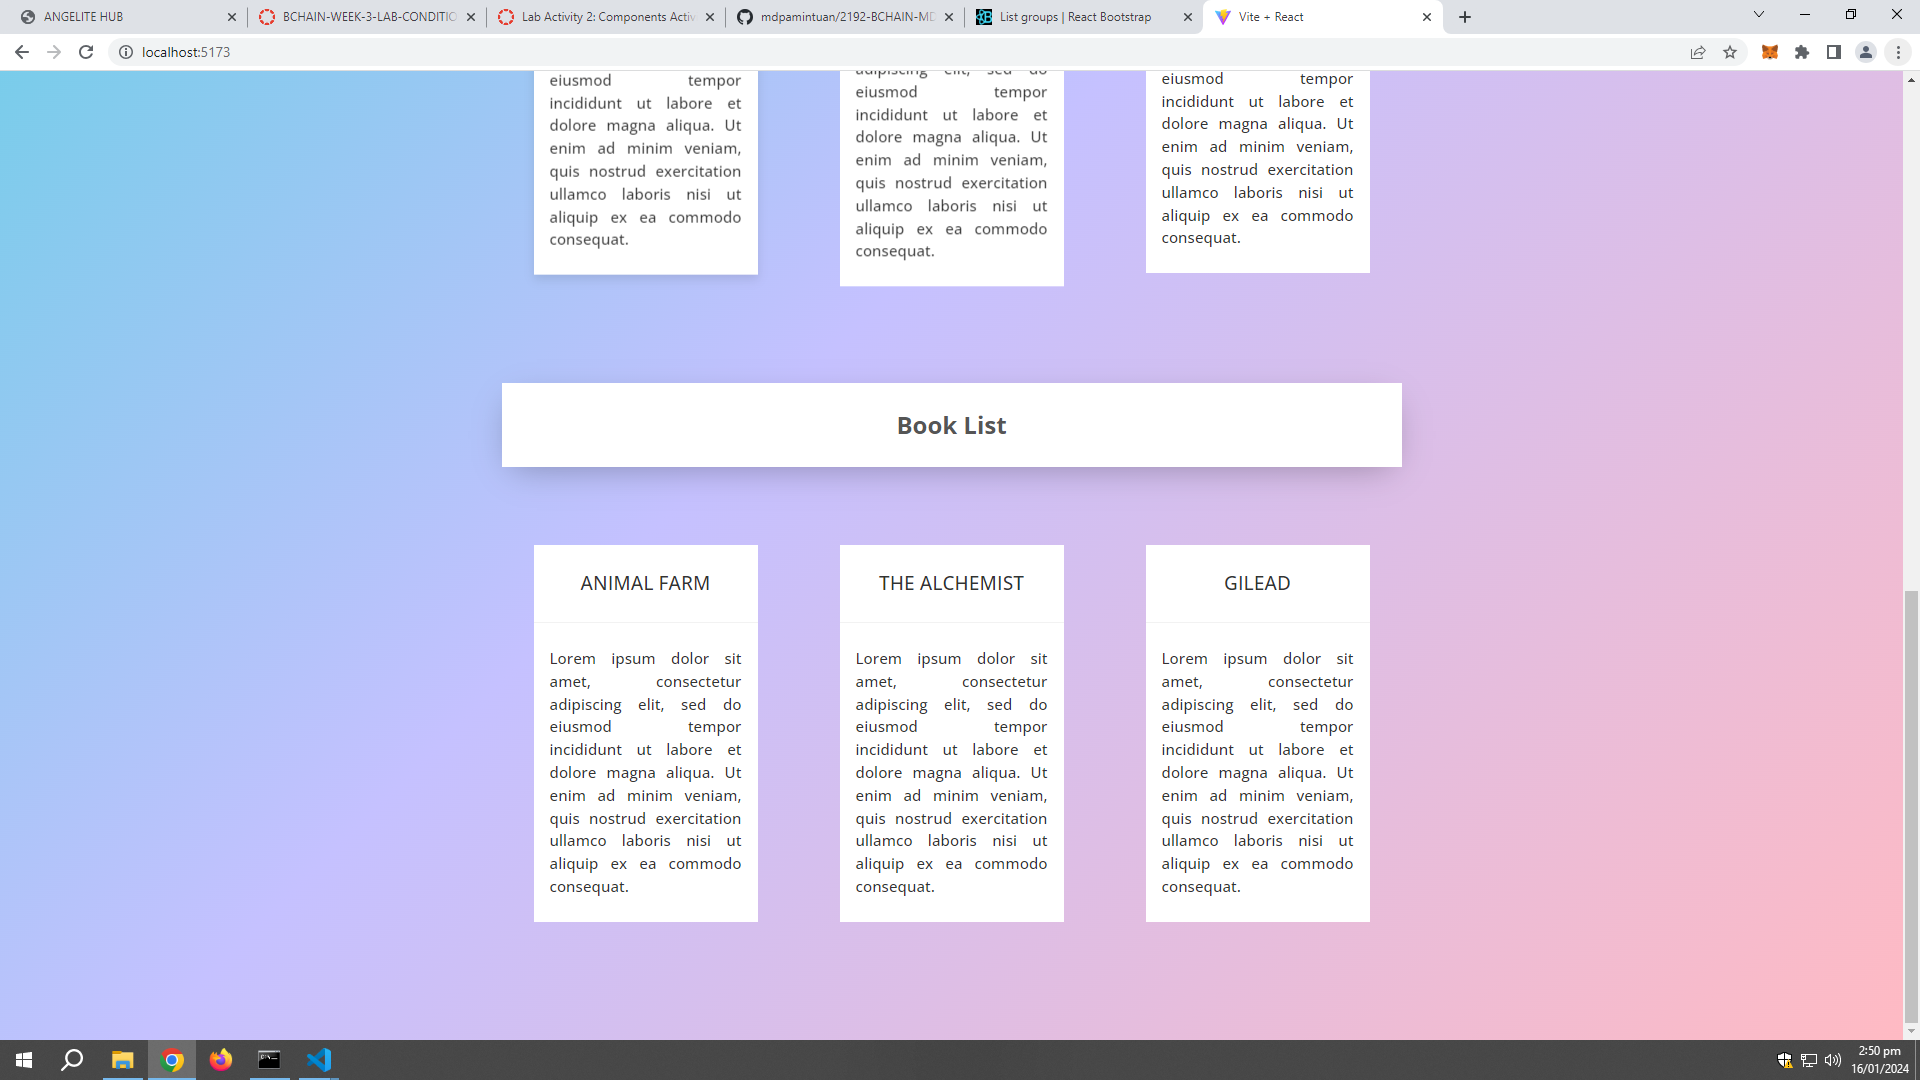 ANGELITE HUB
BCHAIN-WEEK-3-LAB-CONDITIO
Lab Activity 2: Components Activ
mdpamintuan/2192-BCHAIN-MD
List groups | React Bootstrap
Vite + React
localhost:5173
eiusmod tempor
incididunt ut labore et
dolore magna aliqua. Ut
enim ad minim veniam,
quis nostrud exercitation
ullamco laboris nisi ut
aliquip ex ea commodo
consequat.
adipiscing elit, sed do
eiusmod tempor
incididunt ut labore et
dolore magna aliqua. Ut
enim ad minim veniam,
quis nostrud exercitation
ullamco laboris nisi ut
aliquip ex ea commodo
consequat.
eiusmod tempor
incididunt ut labore et
dolore magna aliqua. Ut
enim ad minim veniam,
quis nostrud exercitation
ullamco laboris nisi ut
aliquip ex ea commodo
consequat.
Book List
ANIMAL FARM
Lorem ipsum dolor sit
amet, consectetur
adipiscing elit, sed do
eiusmod tempor
incididunt ut labore et
dolore magna aliqua. Ut
enim ad minim veniam,
quis nostrud exercitation
ullamco laboris nisi ut
aliquip ex ea commodo
consequat.
THE ALCHEMIST
Lorem ipsum dolor sit
amet, consectetur
adipiscing elit, sed do
eiusmod tempor
incididunt ut labore et
dolore magna aliqua. Ut
enim ad minim veniam,
quis nostrud exercitation
ullamco laboris nisi ut
aliquip ex ea commodo
consequat.
GILEAD
Lorem ipsum dolor sit
amet, consectetur
adipiscing elit, sed do
eiusmod tempor
incididunt ut labore et
dolore magna aliqua. Ut
enim ad minim veniam,
quis nostrud exercitation
ullamco laboris nisi ut
aliquip ex ea commodo
consequat.
2:50 pm
16/01/2024